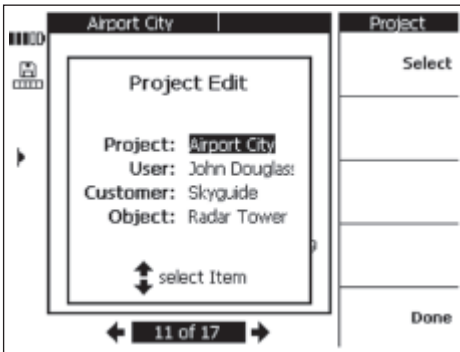 Airport City
Project
Select
Project Edit
Project: Airport City
User: John Douglas
Customer: Skyguide
Object: Radar Tower
select Item
11 of 17
Done